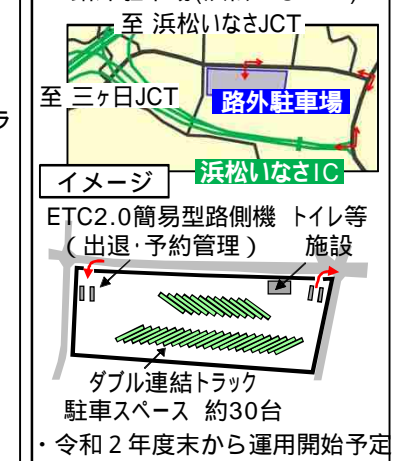 至 浜松いなさJCT
至 三ヶ日JCT
路外駐車場
浜松いなさIC
イメージ
ETC2.0簡易型路側機 トイレ等
(出退・予約管理) 施設
ダブル連結トラック
駐車スペース 約30台
・令和2年度末から運用開始予定
ラ